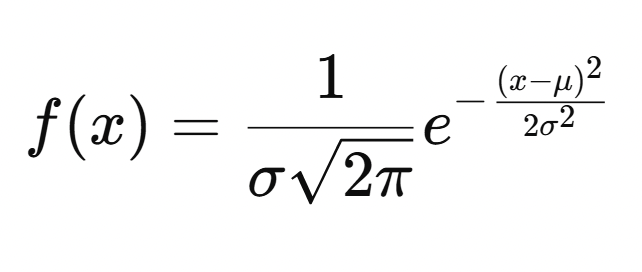 f(x) = \frac{1}{\sigma\sqrt{2\pi}} e^{-\frac{(x-\mu)^2}{2\sigma^2}}